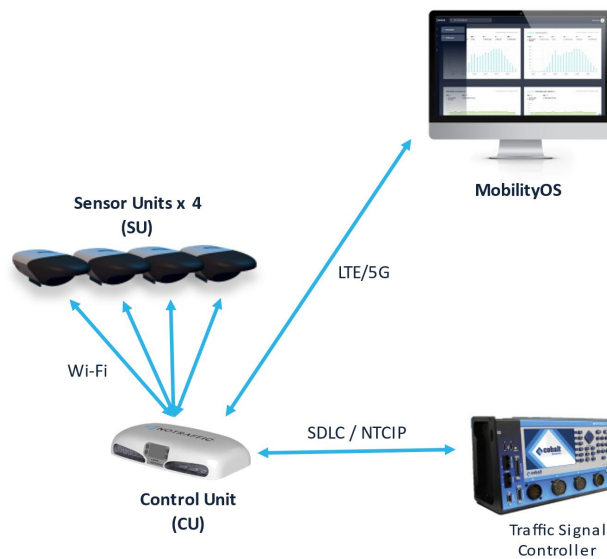 MobilityOS
Sensor Units x 4
(SU)
LTE/5G
Wi-Fi
NOTRAFFIC
SDLC / NTCIP
cobalt
cobalt
Control Unit
(CU)
Traffic Signal
Controller